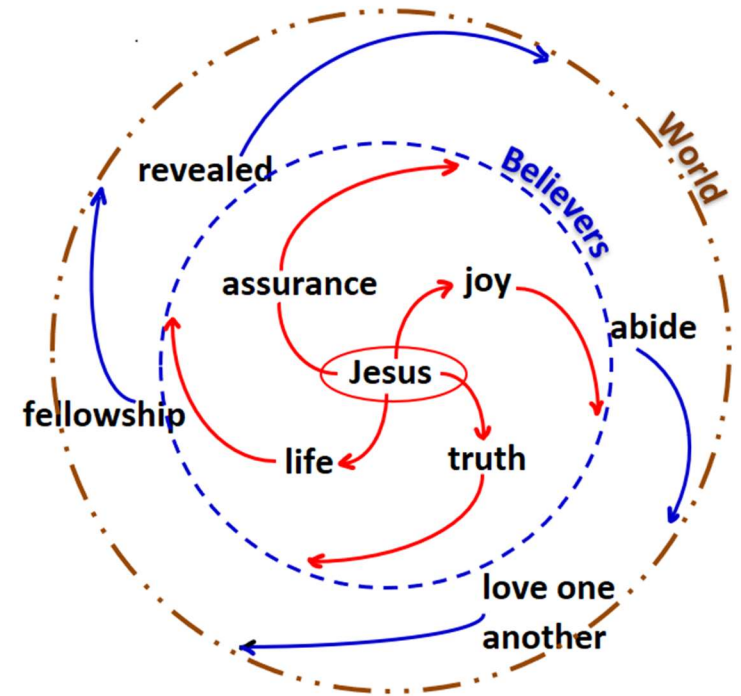 World
Believers
revealed
assurance
joy
abide
Jesus
fellowship
life
truth
love one
another